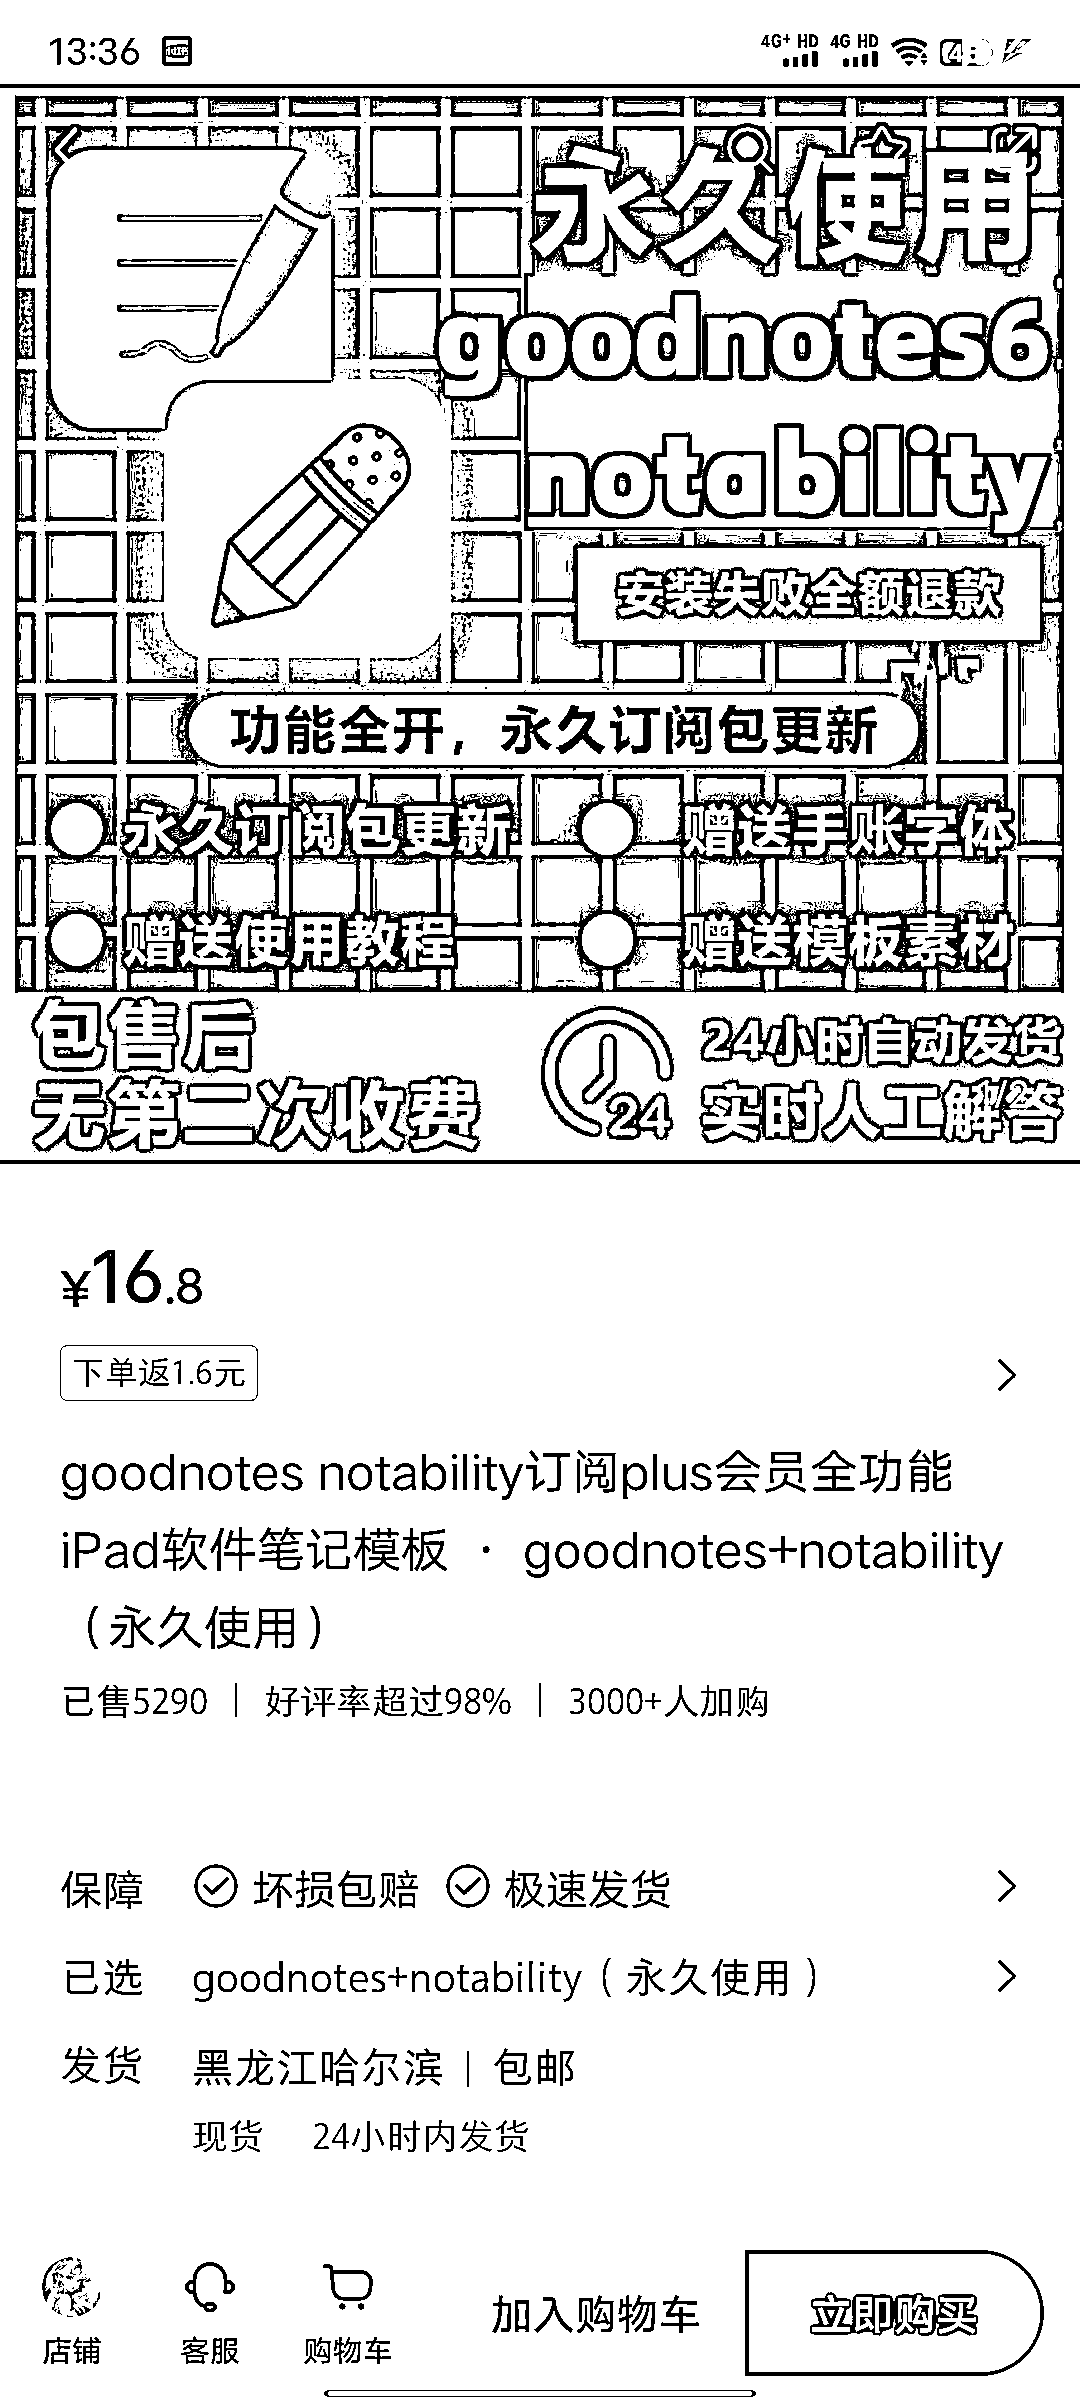 13:36
4G+ HD 4G HD
永久使用
goodnotes6
notability
安装失败全额退款
功能全开，永久订阅包更新
永久订阅包更新
赠送手账字体
赠送使用教程
赠送模板素材
包售后
无第二次收费
24
24小时自动发货
实时人工解答
¥16.8
下单返1.6元
goodnotes notability订阅plus会员全功能
iPad软件笔记模板 · goodnotes+notability
（永久使用）
已售5290 | 好评率超过98% | 3000+人加购
保障 坏损包赔 极速发货
已选 goodnotes+notability（永久使用）
发货 黑龙江哈尔滨 | 包邮
现货 24小时内发货
店铺
客服
购物车
加入购物车
立即购买